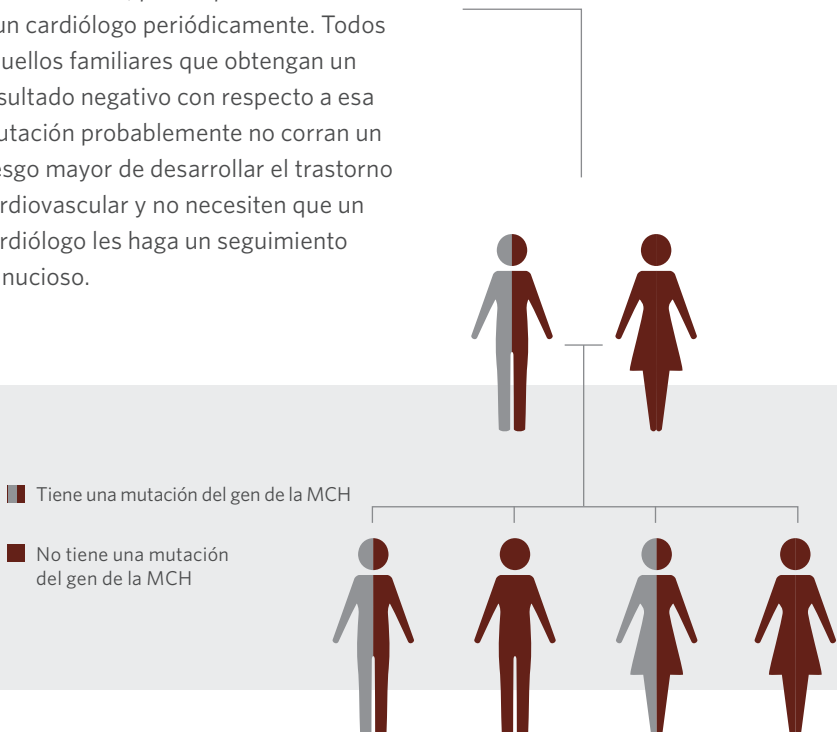 un cardiólogo periódicamente. Todos
uellos familiares que obtengan un
sultado negativo con respecto a esa
utación probablemente no corran un
esgo mayor de desarrollar el trastorno
rdiovascular y no necesiten que un
rdiólogo les haga un seguimiento
nucioso.
Tiene una mutación del gen de la MCH
No tiene una mutación
del gen de la MCH